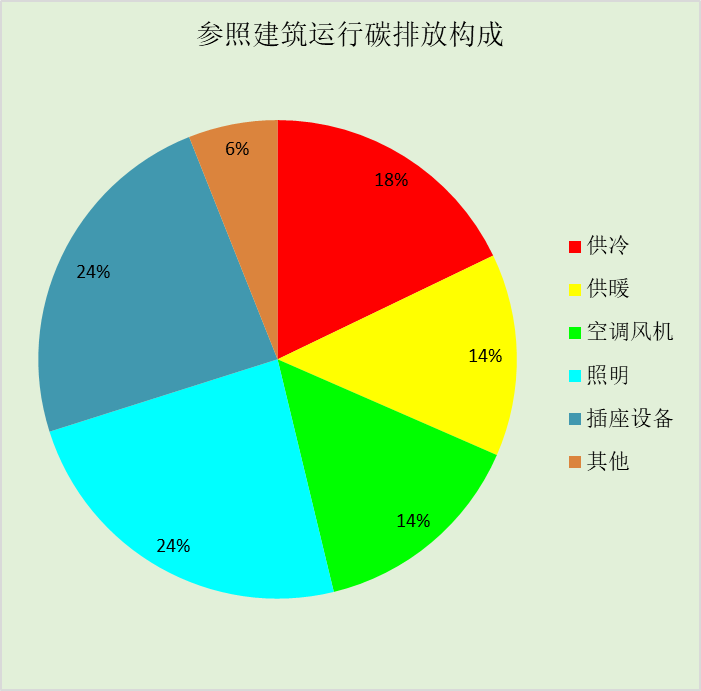 参照建筑运行碳排放构成
6%
18%
24%
14%
14%
24%
供冷
供暖
空调风机
照明
插座设备
其他